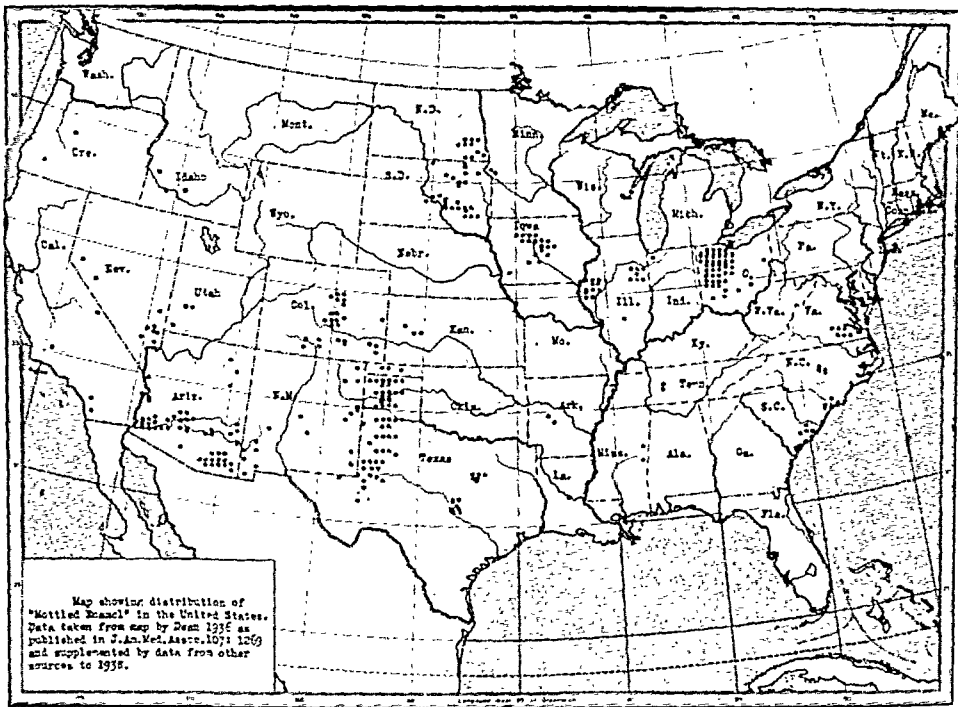 Wash.
Mont.
N.D.
Minn.
Me.
Ore.
Idaho
S.D.
Wis.
Mich.
N.Y.
Wyo.
Iowa
Pa.
Cal.
Nev.
Utah
Nebr.
Ill.
Ind.
O.
W.Va.
Va.
Col.
Kan.
Mo.
Ky.
N.C.
Ariz.
N.M.
Okla.
Ark.
Tenn.
S.C.
Texas
La.
Miss.
Ala.
Ga.
Fla.
Map showing distribution of
"Mottled Enamel" in the United States.
Data taken from map by Dean 1936 as
published in J.Am.Med.Assoc.107: 1269
and supplemented by data from other
sources to 1938.